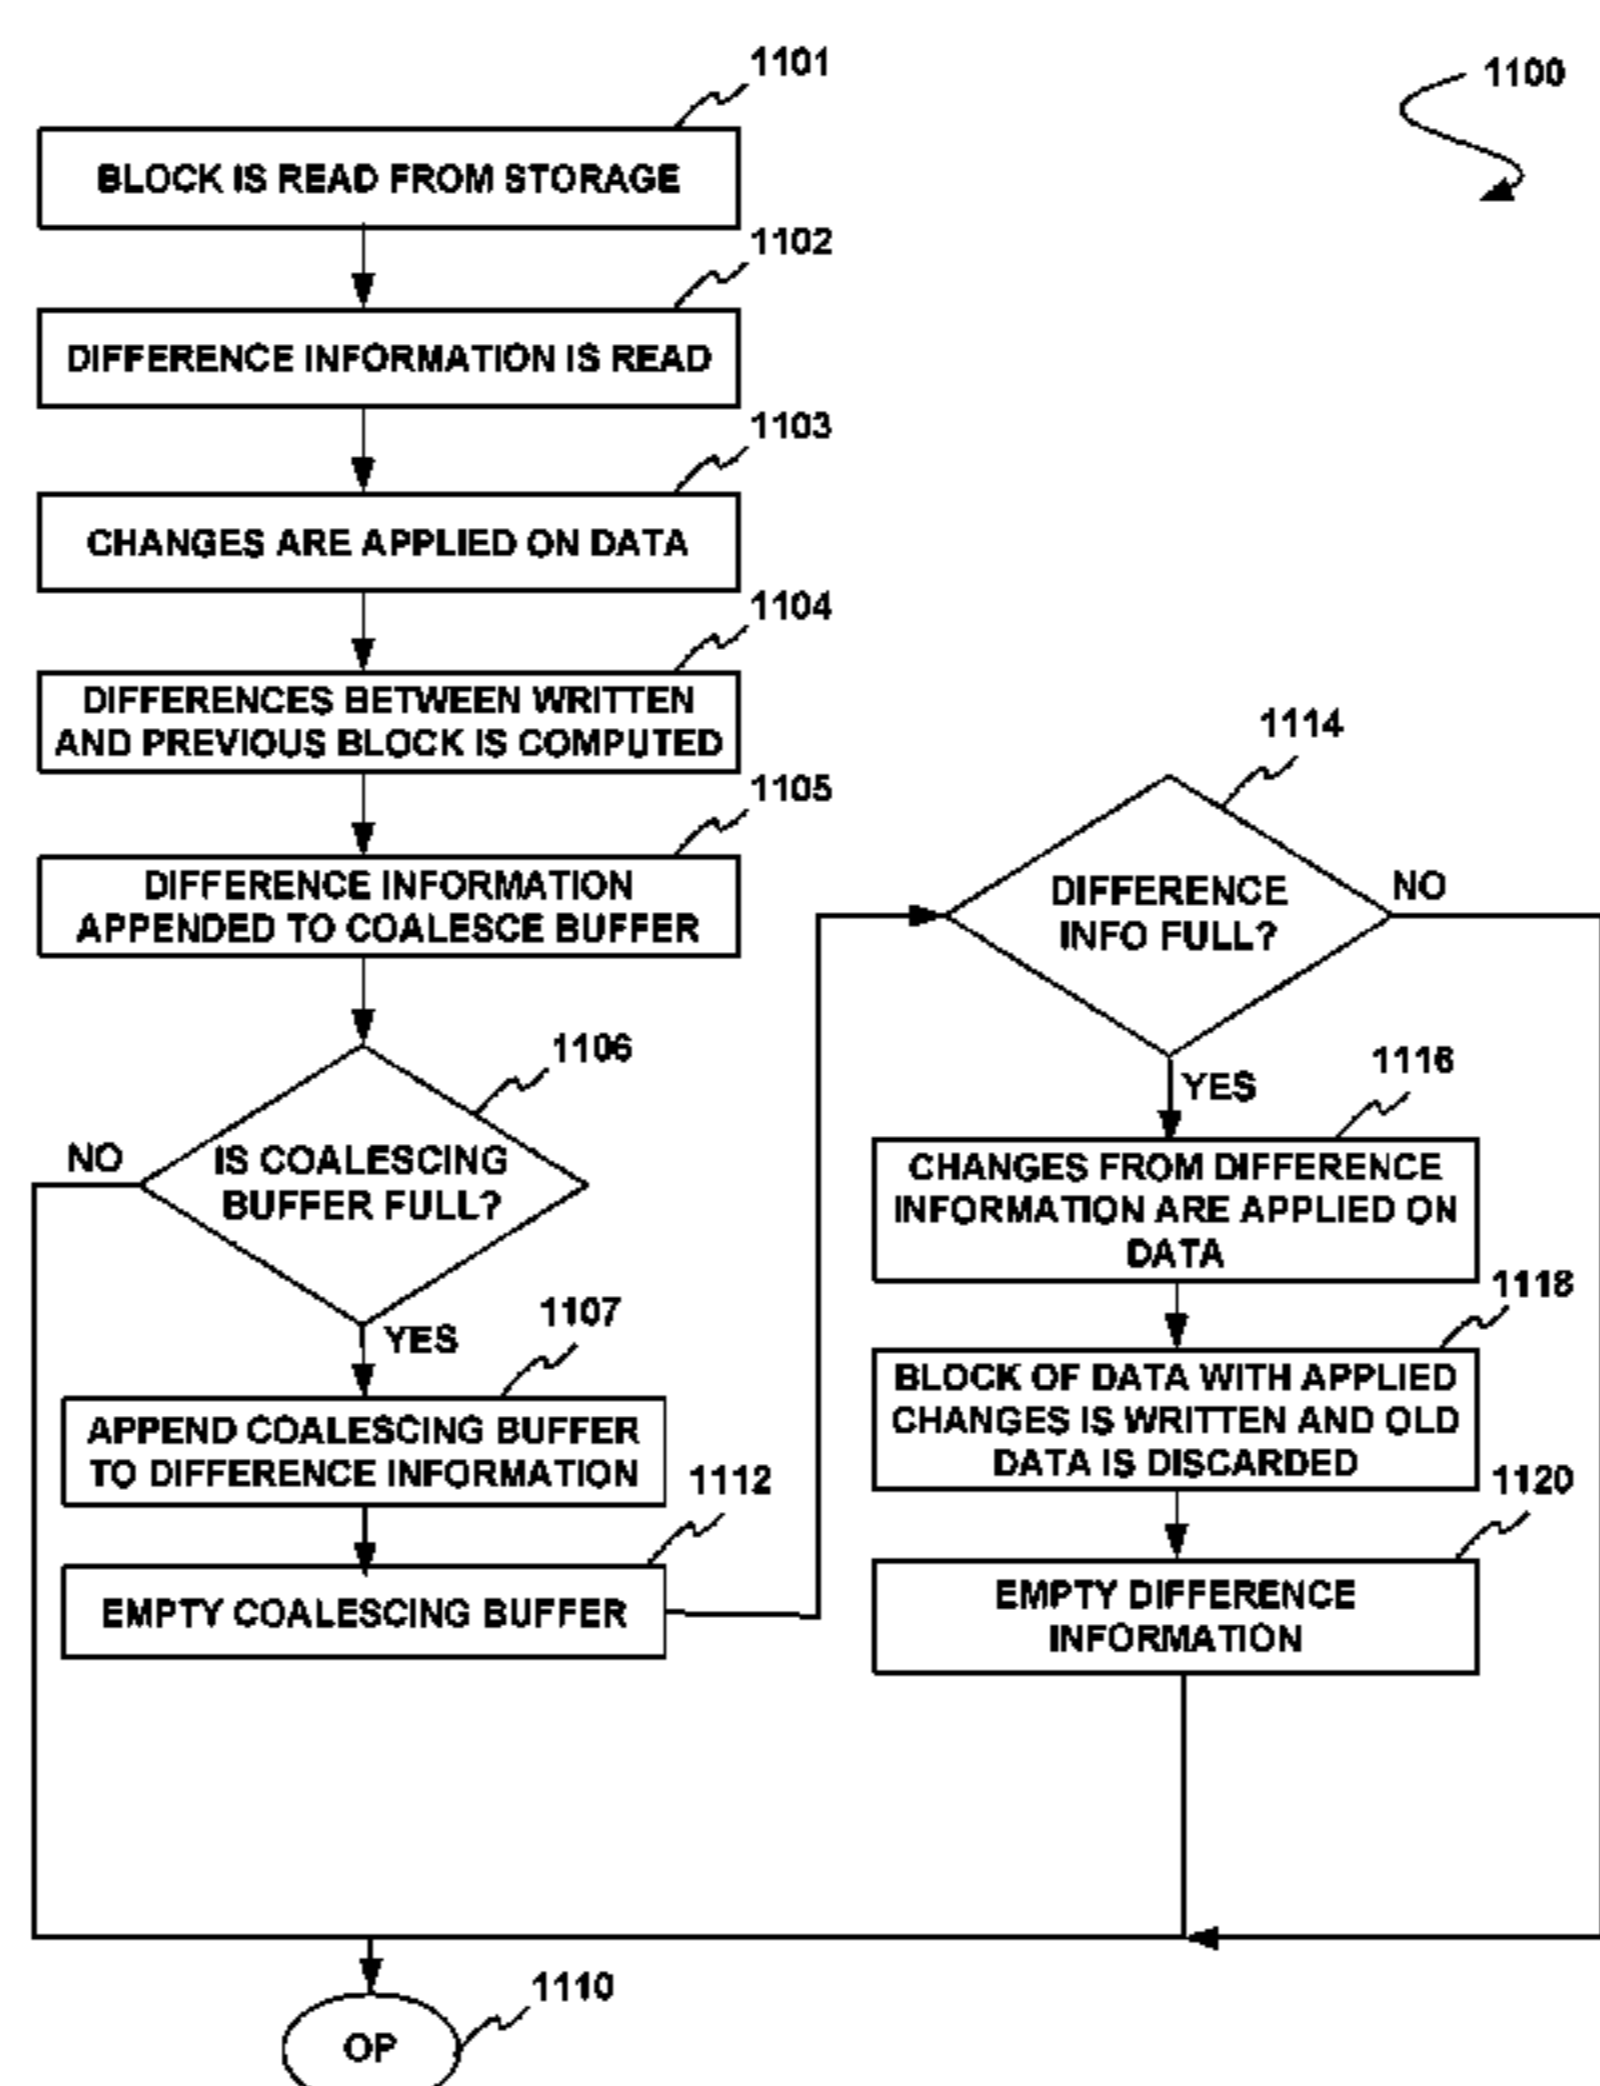 1101
1100
BLOCK IS READ FROM STORAGE
1102
DIFFERENCE INFORMATION IS READ
1103
CHANGES ARE APPLIED ON DATA
1104
DIFFERENCES BETWEEN WRITTEN
AND PREVIOUS BLOCK IS COMPUTED
1105
DIFFERENCE INFORMATION
APPENDED TO COALESCE BUFFER
1106
IS COALESCING
BUFFER FULL?
NO
YES
1107
APPEND COALESCING BUFFER
TO DIFFERENCE INFORMATION
1112
EMPTY COALESCING BUFFER
1114
DIFFERENCE
INFO FULL?
NO
YES
1116
CHANGES FROM DIFFERENCE
INFORMATION ARE APPLIED ON
DATA
1118
BLOCK OF DATA WITH APPLIED
CHANGES IS WRITTEN AND OLD
DATA IS DISCARDED
1120
EMPTY DIFFERENCE
INFORMATION
1110
OP